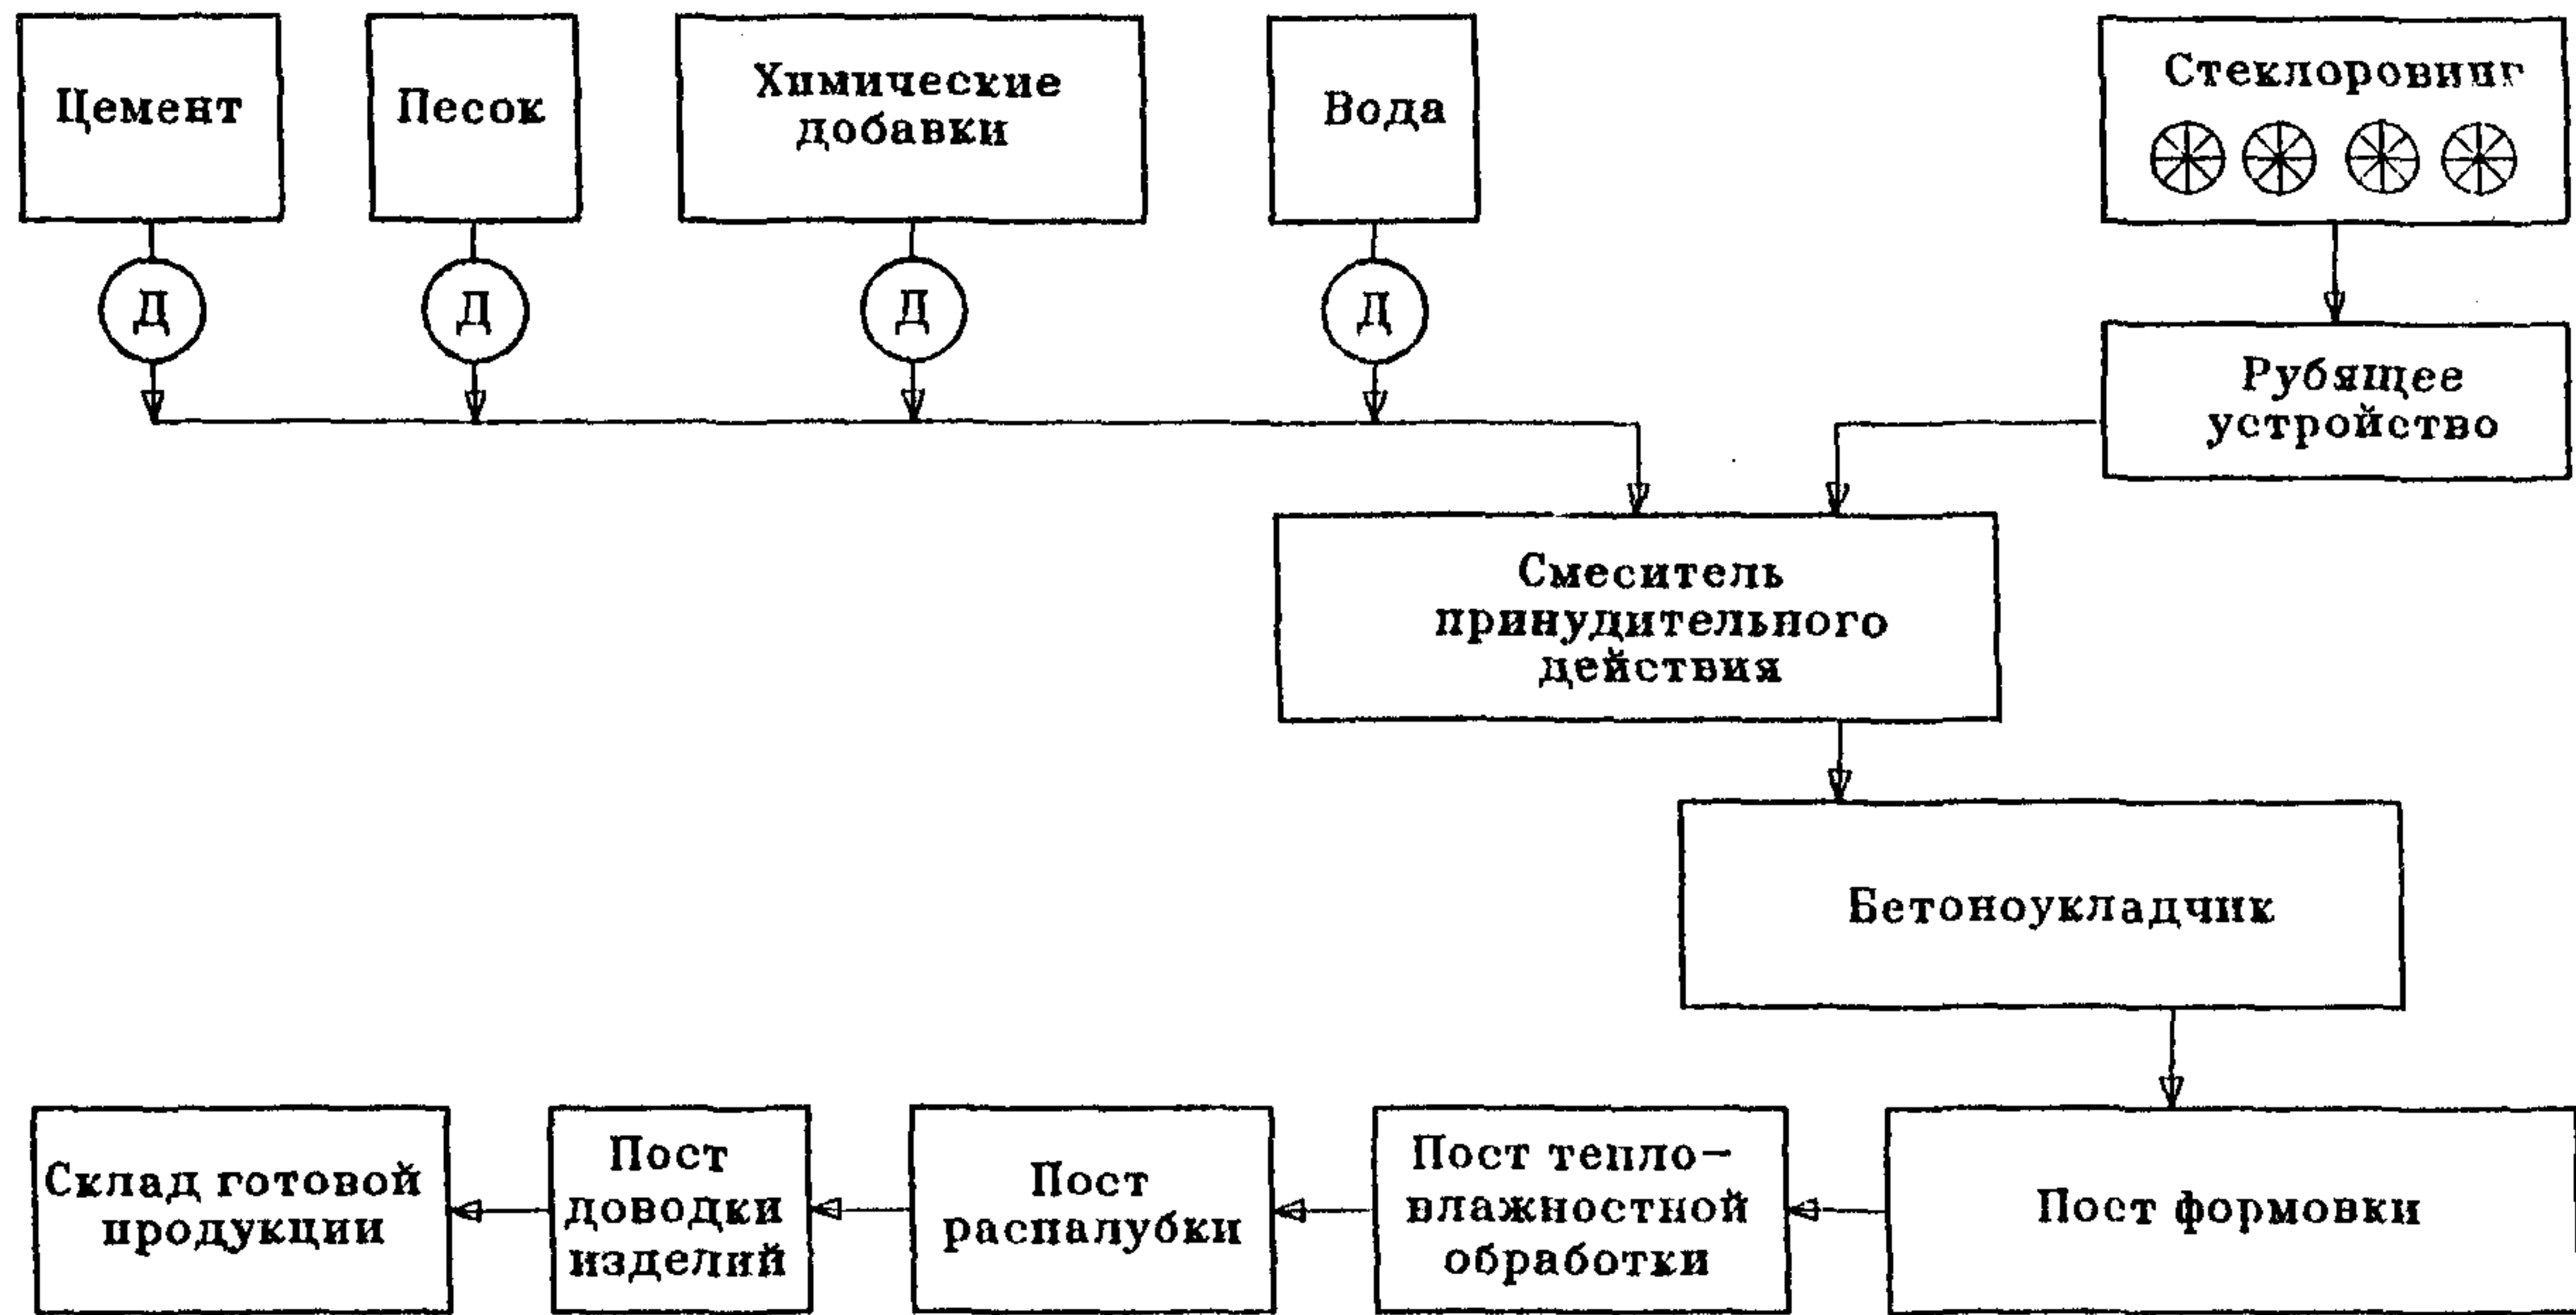 Цемент
Песок
Химические
добавки
Вода
Стеклоровинг
Д
Д
Д
Д
Рубящее
устройство
Смеситель
принудительного
действия
Бетоноукладчик
Склад готовой
продукции
Пост
доводки
изделий
Пост
распалубки
Пост тепло-
влажностной
обработки
Пост формовки